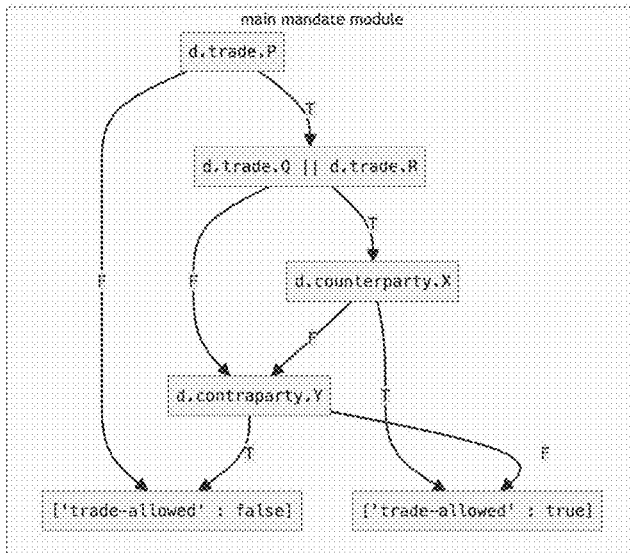 main mandate module
d.trade.P
T
d.trade.Q || d.trade.R
T
F
F
d.counterparty.X
F
d.contraparty.Y
T
T
F
['trade-allowed' : false]
['trade-allowed' : true]